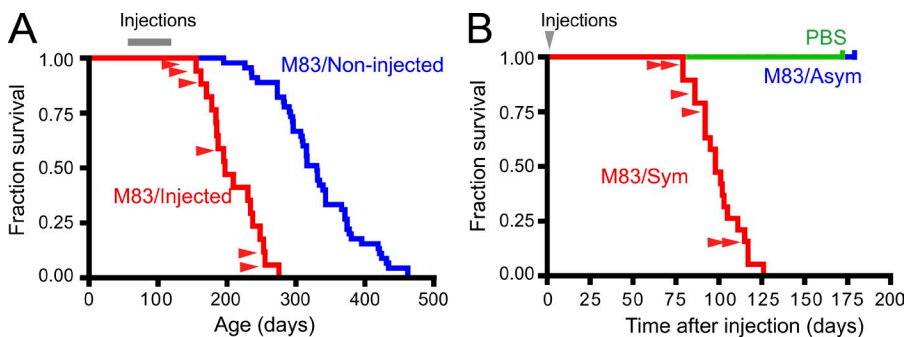 A
Injections
1.00
0.75
0.50
0.25
0.00
Fraction survival
M83/Non-injected
M83/Injected
0 100 200 300 400 500
Age (days)
B
Injections
1.00
0.75
0.50
0.25
0.00
Fraction survival
PBS
M83/Asym
M83/Sym
0 25 50 75 100 125 150 175 200
Time after injection (days)